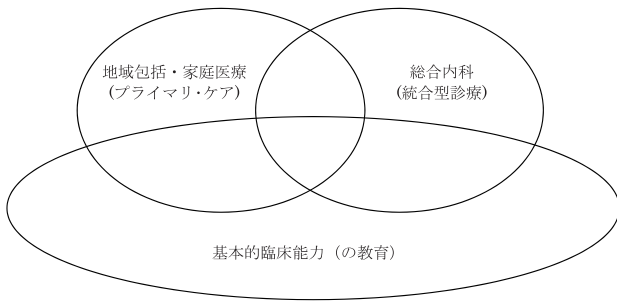 地域包括・家庭医療
(プライマリ・ケア)
総合内科
(統合型診療)
基本的臨床能力（の教育）